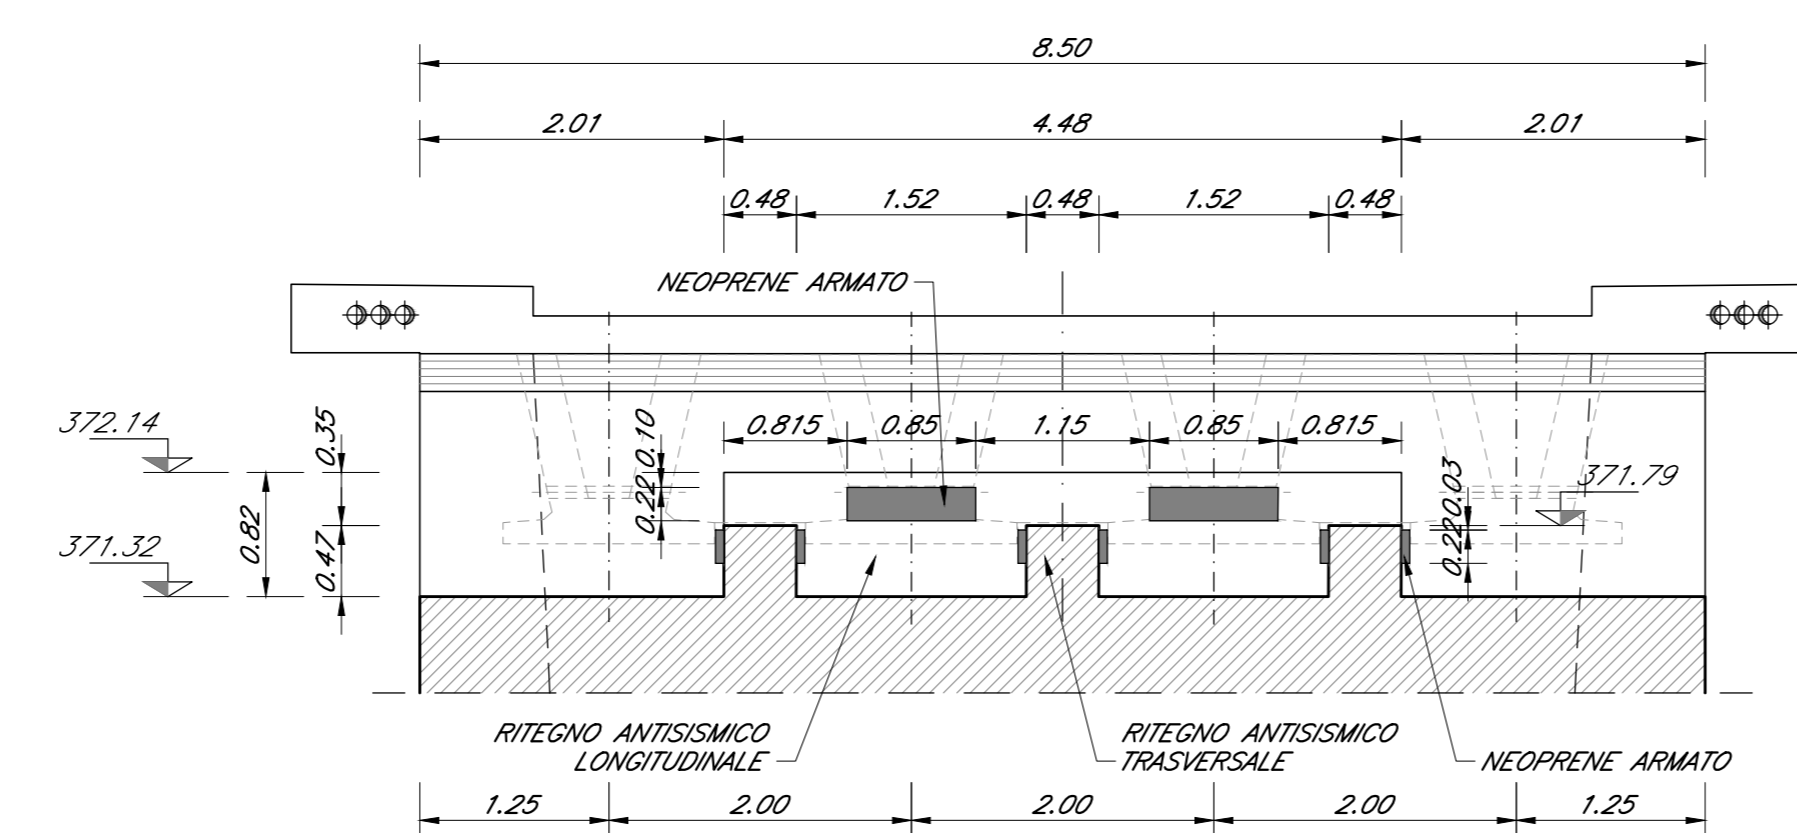 8.50
2.01 4.48 2.01
0.48 1.52 0.48 1.52 0.48
NEOPRENE ARMATO
372.14
0.35
0.10
0.815 0.85 1.15 0.85 0.815
0.03
371.79
0.22
0.22
371.32
0.82
0.47
RITEGNO ANTISISMICO
LONGITUDINALE
RITEGNO ANTISISMICO
TRASVERSALE
NEOPRENE ARMATO
1.25 2.00 2.00 2.00 1.25